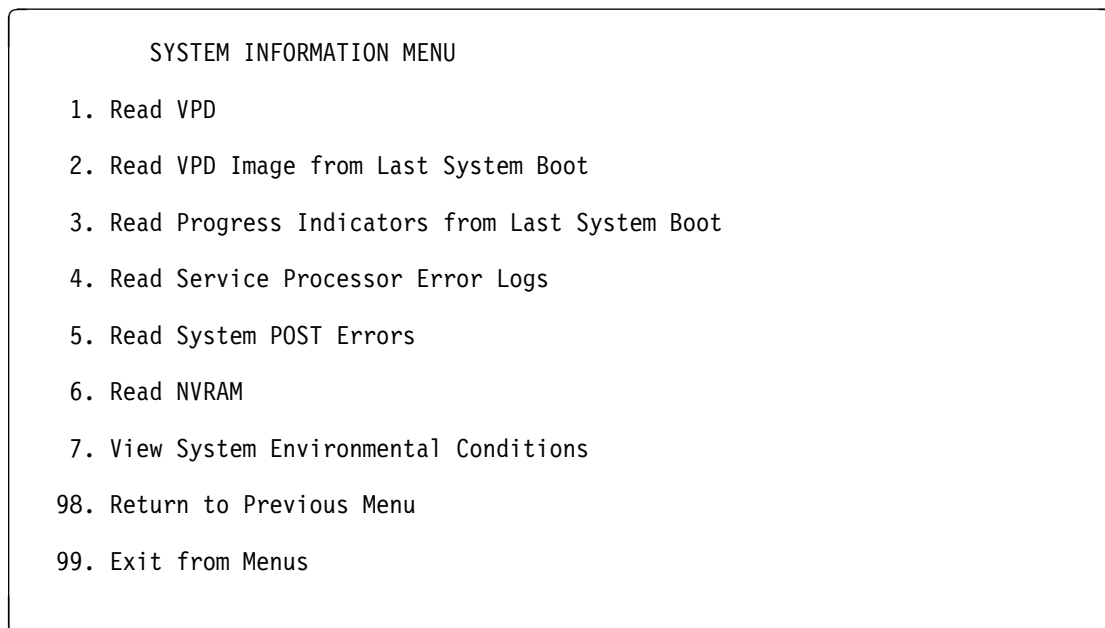 SYSTEM INFORMATION MENU
1. Read VPD
2. Read VPD Image from Last System Boot
3. Read Progress Indicators from Last System Boot
4. Read Service Processor Error Logs
5. Read System POST Errors
6. Read NVRAM
7. View System Environmental Conditions
98. Return to Previous Menu
99. Exit from Menus